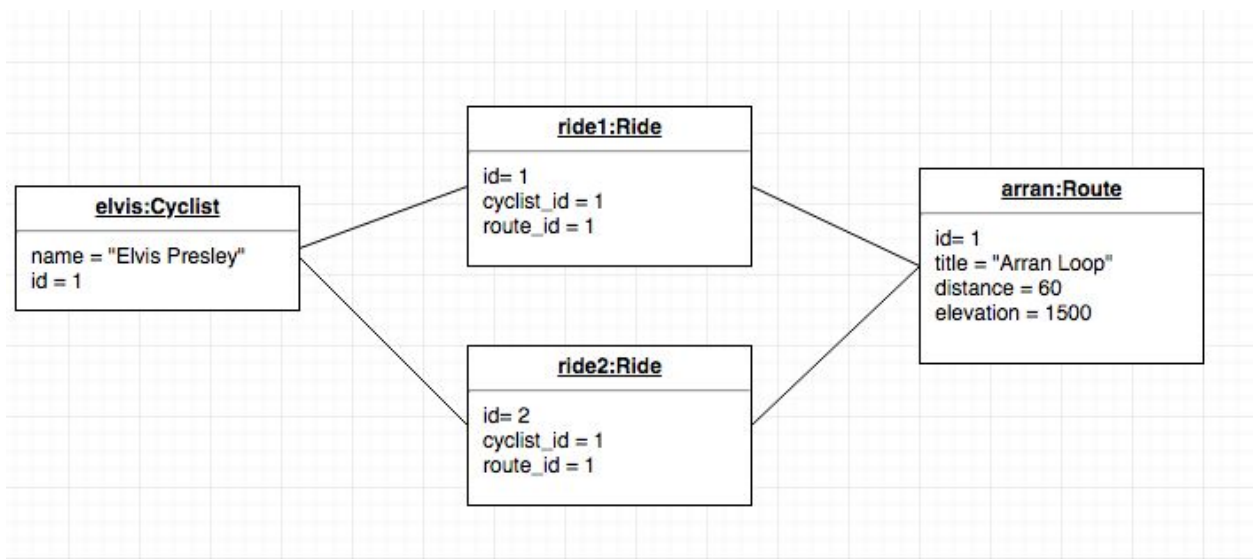 elvis:Cyclist
name = "Elvis Presley"
id = 1
ride1:Ride
id= 1
cyclist_id = 1
route_id = 1
ride2:Ride
id= 2
cyclist_id = 1
route_id = 1
arran:Route
id= 1
title = "Arran Loop"
distance = 60
elevation = 1500